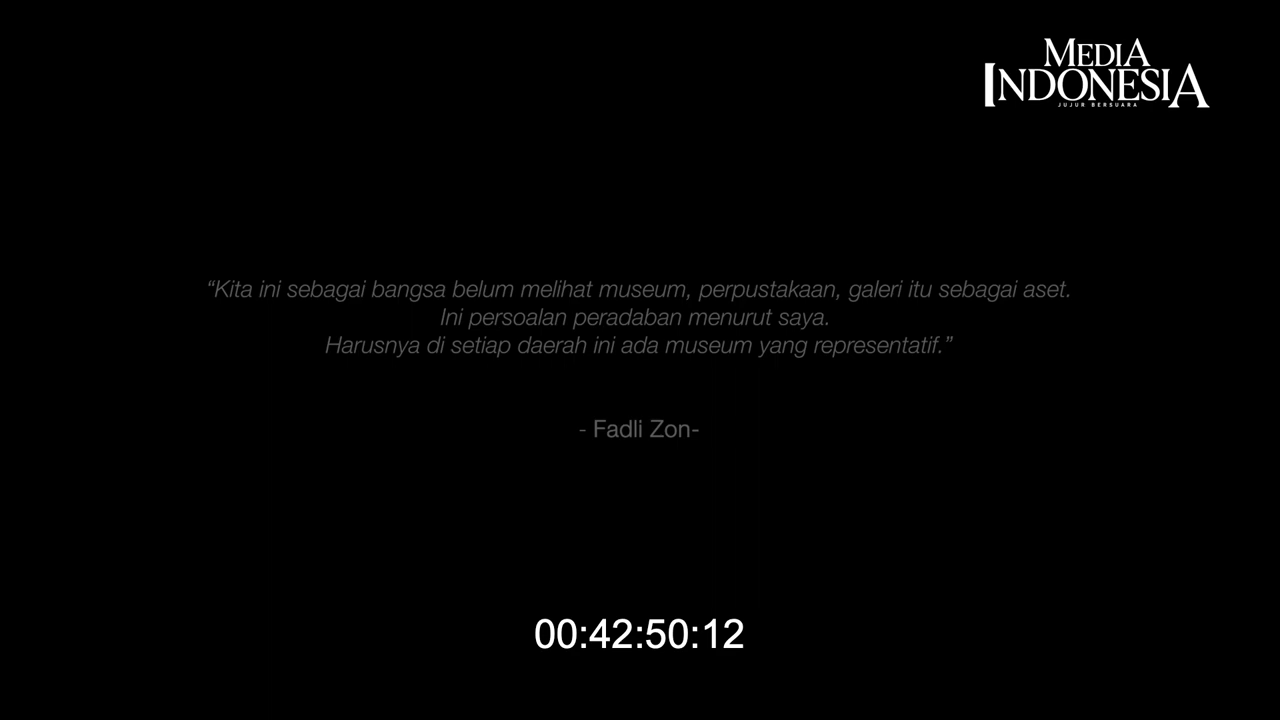 MEDIA
INDONESIA
JUJUR BERSUARA
“Kita ini sebagai bangsa belum melihat museum, perpustakaan, galeri itu sebagai aset.
Ini persoalan peradaban menurut saya.
Harusnya di setiap daerah ini ada museum yang representatif.”
- Fadli Zon-
00:42:50:12